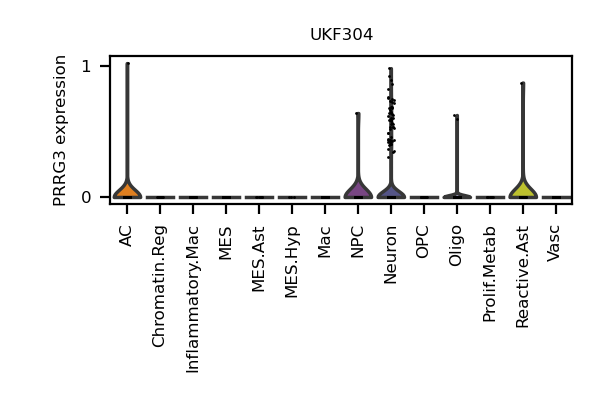 UKF304
PRRG3 expression
1
0
AC
Chromatin.Reg
Inflammatory.Mac
MES
MES.Ast
MES.Hyp
Mac
NPC
Neuron
OPC
Oligo
Prolif.Metab
Reactive.Ast
Vasc